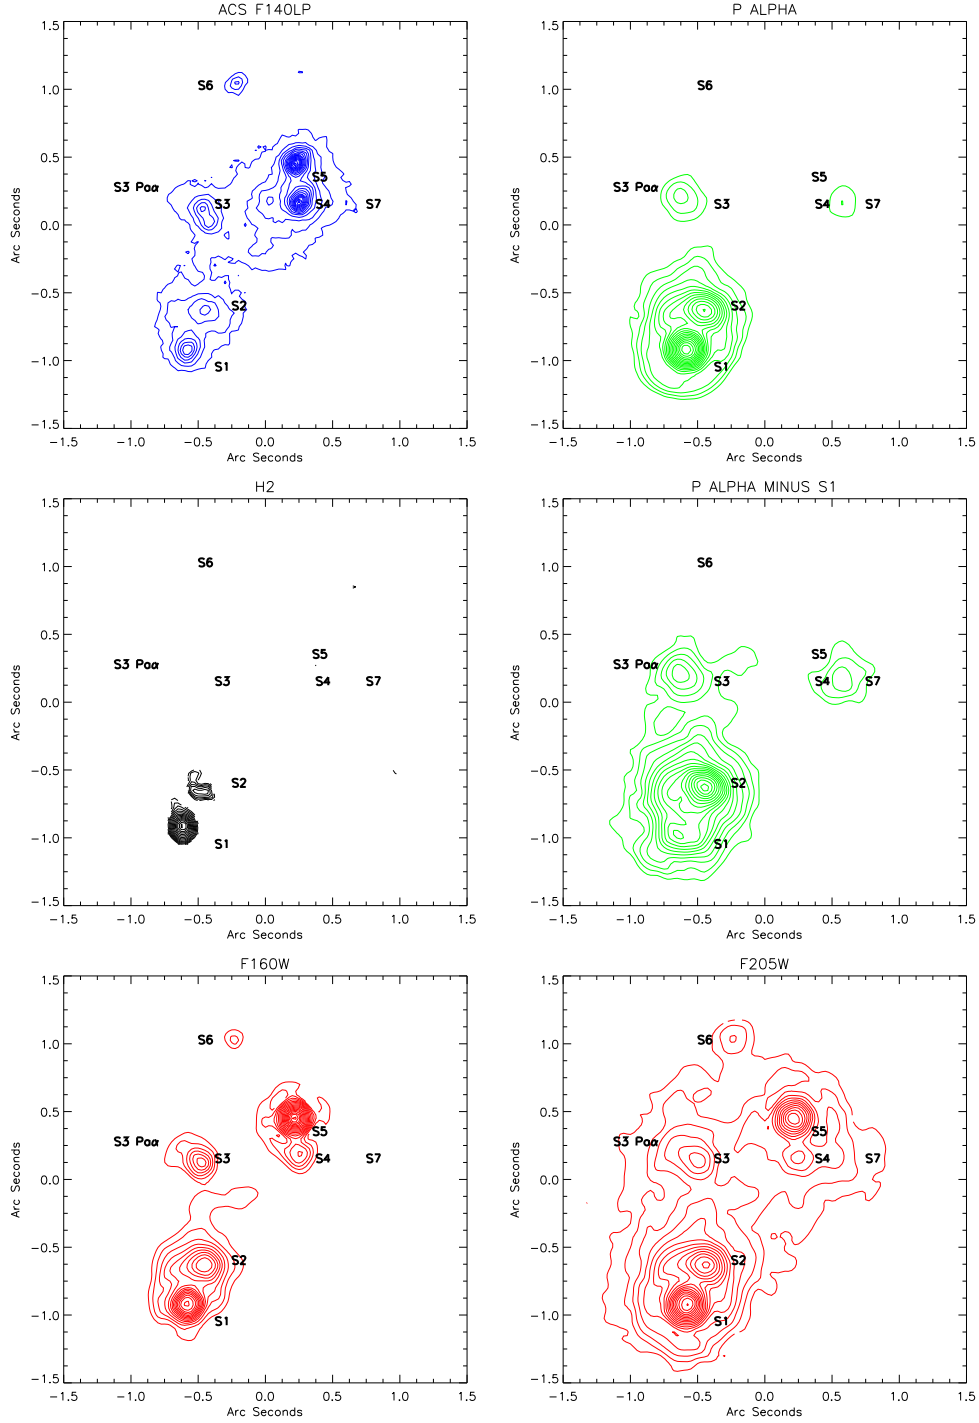 ACS F140LP
1.5
1.0
0.5
0.0
−0.5
−1.0
−1.5
Arc Seconds
S6
S5
S3 Paα
S3
S4
S7
S2
S1
−1.5 −1.0 −0.5 0.0 0.5 1.0 1.5
Arc Seconds
P ALPHA
1.5
1.0
0.5
0.0
−0.5
−1.0
−1.5
Arc Seconds
S6
S5
S3 Paα
S3
S4
S7
S2
S1
−1.5 −1.0 −0.5 0.0 0.5 1.0 1.5
Arc Seconds
H2
1.5
1.0
0.5
0.0
−0.5
−1.0
−1.5
Arc Seconds
S6
S5
S3 Paα
S3
S4
S7
S2
S1
−1.5 −1.0 −0.5 0.0 0.5 1.0 1.5
Arc Seconds
P ALPHA MINUS S1
1.5
1.0
0.5
0.0
−0.5
−1.0
−1.5
Arc Seconds
S6
S5
S3 Paα
S3
S4
S7
S2
S1
−1.5 −1.0 −0.5 0.0 0.5 1.0 1.5
Arc Seconds
F160W
1.5
1.0
0.5
0.0
−0.5
−1.0
−1.5
Arc Seconds
S6
S5
S3 Paα
S3
S4
S7
S2
S1
−1.5 −1.0 −0.5 0.0 0.5 1.0 1.5
Arc Seconds
F205W
1.5
1.0
0.5
0.0
−0.5
−1.0
−1.5
Arc Seconds
S6
S5
S3 Paα
S3
S4
S7
S2
S1
−1.5 −1.0 −0.5 0.0 0.5 1.0 1.5
Arc Seconds